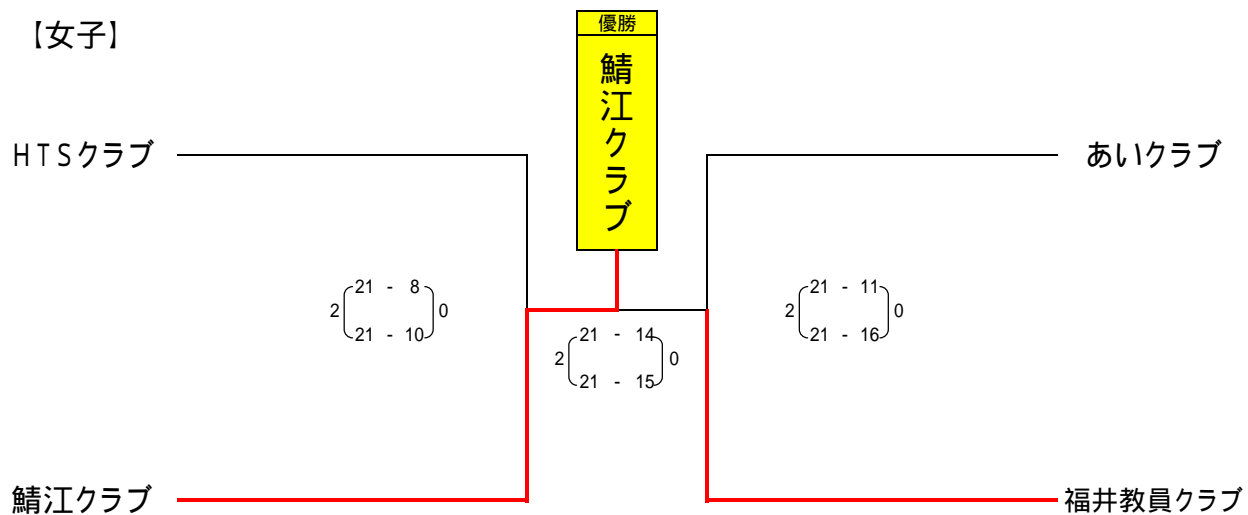 【女子】
優勝
鯖江クラブ
HTSクラブ
あいクラブ
21 - 8
2 0
21 - 10
21 - 11
2 0
21 - 16
21 - 14
2 0
21 - 15
鯖江クラブ
福井教員クラブ